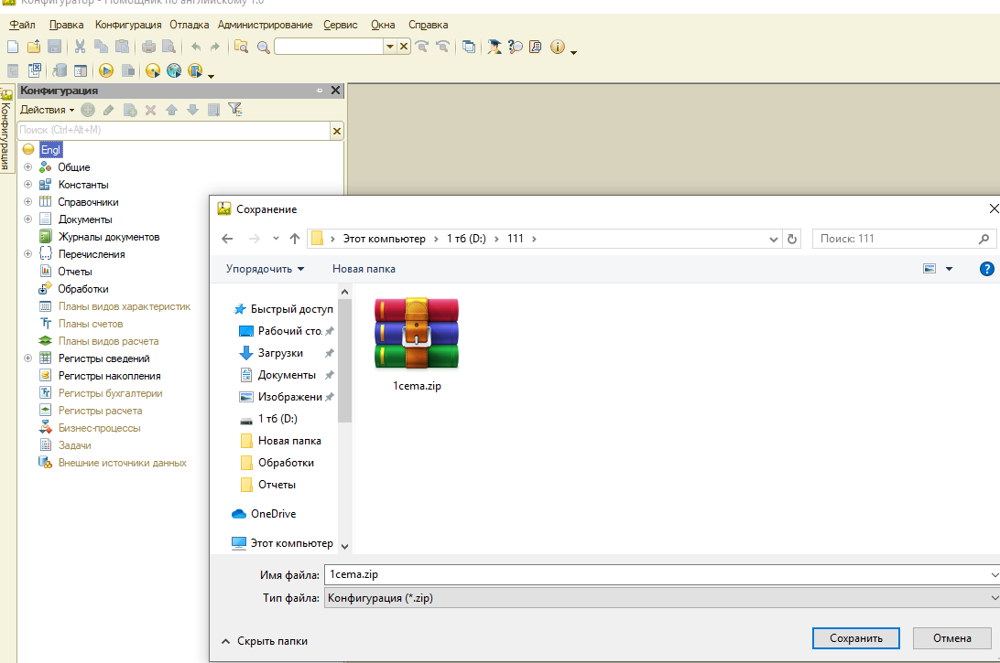 Конфигуратор - Помощник по английскому 1.0
Файл Правка Конфигурация Отладка Администрирование Сервис Окна Справка
Конфигурация
Конфигурация
Действия
Поиск (Ctrl+Alt+M)
Engl
Общие
Константы
Справочники
Документы
Журналы документов
Перечисления
Отчеты
Обработки
Планы видов характеристик
Планы счетов
Планы видов расчета
Регистры сведений
Регистры накопления
Регистры бухгалтерии
Регистры расчета
Бизнес-процессы
Задачи
Внешние источники данных
Сохранение
Этот компьютер > 1 тб (D:) > 111 >
Поиск: 111
Упорядочить Новая папка
Быстрый доступ
Рабочий сто.
Загрузки
Документы
Изображени
1 тб (D:)
Новая папка
Обработки
Отчеты
OneDrive
Этот компьютер
1cema.zip
Имя файла: 1cema.zip
Тип файла: Конфигурация (*.zip)
Скрыть папки
Сохранить Отмена